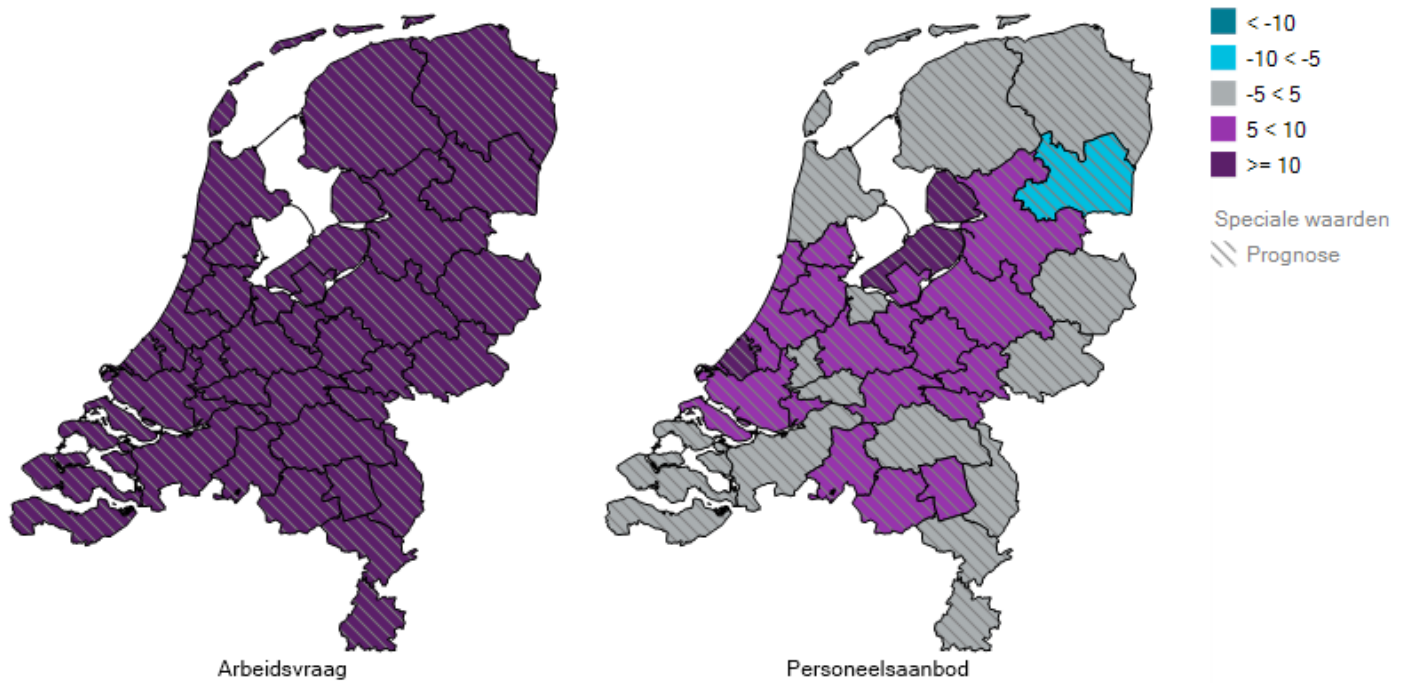 < -10
-10 < -5
-5 < 5
5 < 10
>= 10
Speciale waarden
Prognose
Arbeidsvraag
Personeelsaanbod